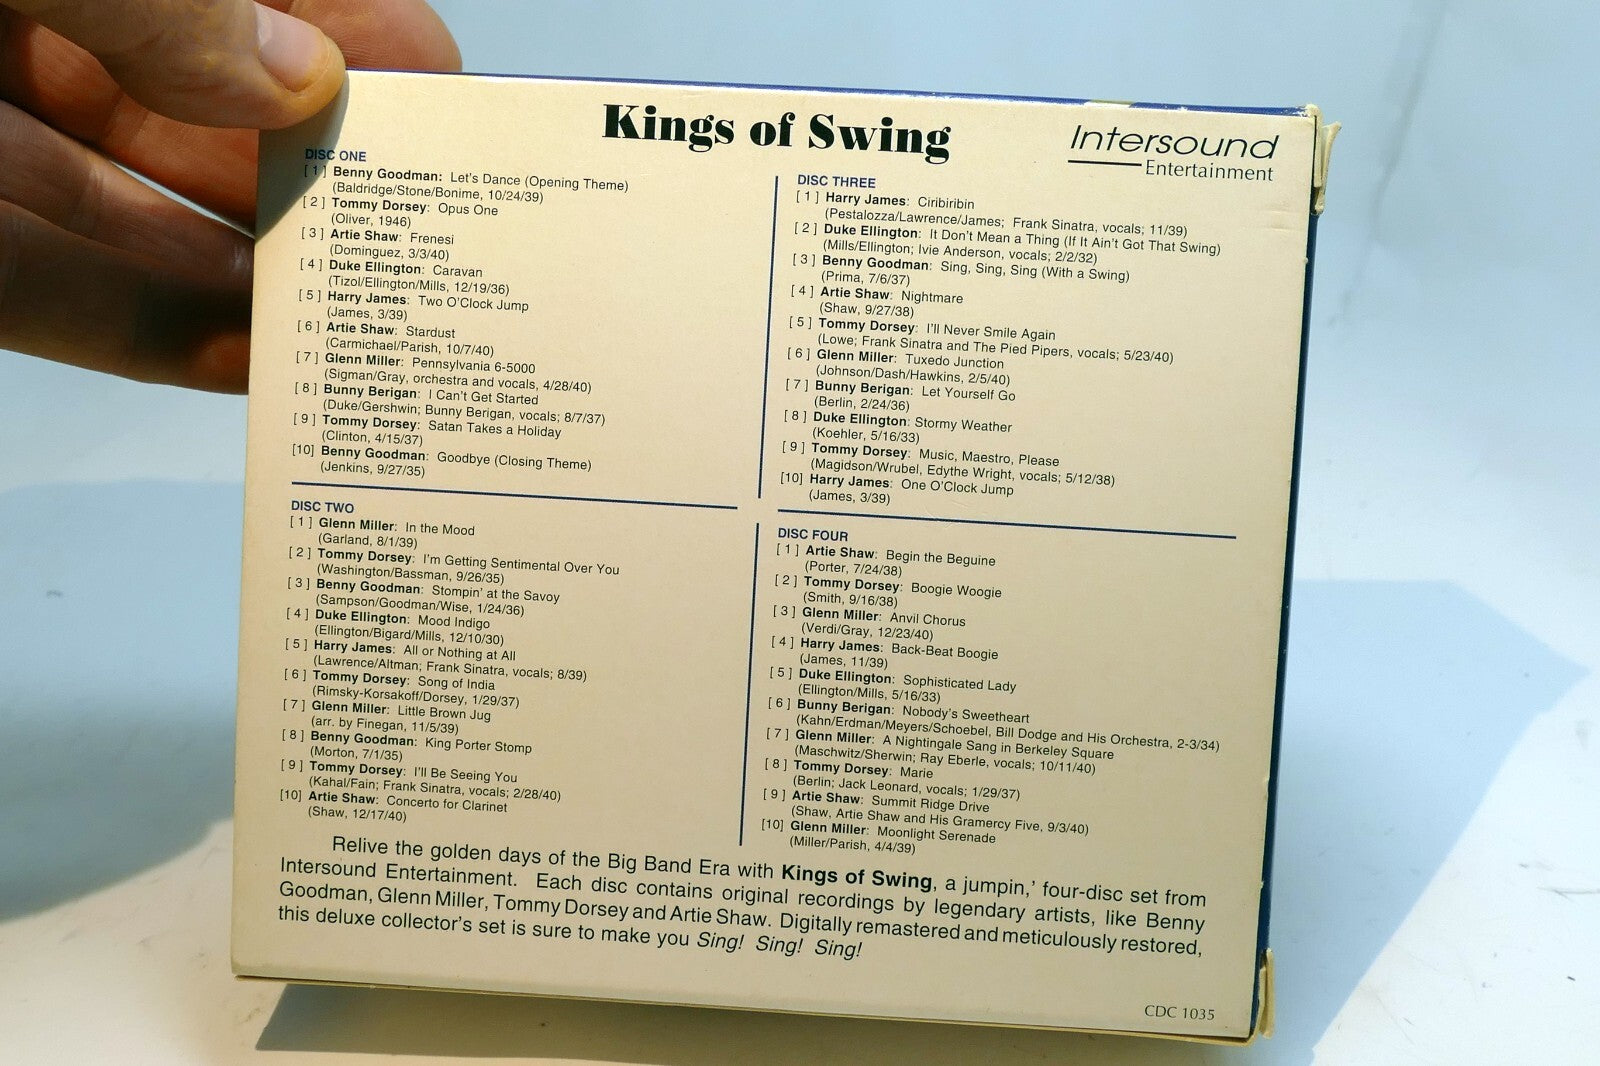 Kings of Swing
Intersound
Entertainment
DISC ONE
[ 1 ] Benny Goodman: Let's Dance (Opening Theme)
(Baldridge/Stone/Bonime, 10/24/39)
[ 2 ] Tommy Dorsey: Opus One
(Oliver, 1946)
[ 3 ] Artie Shaw: Frenesi
(Dominguez, 3/3/40)
[ 4 ] Duke Ellington: Caravan
(Tizol/Ellington/Mills, 12/19/36)
[ 5 ] Harry James: Two O'Clock Jump
(James, 3/39)
[ 6 ] Artie Shaw: Stardust
(Carmichael/Parish, 10/7/40)
[ 7 ] Glenn Miller: Pennsylvania 6-5000
(Sigman/Gray, orchestra and vocals, 4/28/40)
[ 8 ] Bunny Berigan: I Can't Get Started
(Duke/Gershwin; Bunny Berigan, vocals; 8/7/37)
[ 9 ] Tommy Dorsey: Satan Takes a Holiday
(Clinton, 4/15/37)
[10] Benny Goodman: Goodbye (Closing Theme)
(Jenkins, 9/27/35)
DISC TWO
[ 1 ] Glenn Miller: In the Mood
(Garland, 8/1/39)
[ 2 ] Tommy Dorsey: I'm Getting Sentimental Over You
(Washington/Bassman, 9/26/35)
[ 3 ] Benny Goodman: Stompin' at the Savoy
(Sampson/Goodman/Wise, 1/24/36)
[ 4 ] Duke Ellington: Mood Indigo
(Ellington/Bigard/Mills, 12/10/30)
[ 5 ] Harry James: All or Nothing at All
(Lawrence/Altman; Frank Sinatra, vocals; 8/39)
[ 6 ] Tommy Dorsey: Song of India
(Rimsky-Korsakoff/Dorsey, 1/29/37)
[ 7 ] Glenn Miller: Little Brown Jug
(arr. by Finegan, 11/5/39)
[ 8 ] Benny Goodman: King Porter Stomp
(Morton, 7/1/35)
[ 9 ] Tommy Dorsey: I'll Be Seeing You
(Kahal/Fain; Frank Sinatra, vocals; 2/28/40)
[10] Artie Shaw: Concerto for Clarinet
(Shaw, 12/17/40)
DISC THREE
[ 1 ] Harry James: Ciribiribin
(Pestalozza/Lawrence/James; Frank Sinatra, vocals; 11/39)
[ 2 ] Duke Ellington: It Don't Mean a Thing (If It Ain't Got That Swing)
(Mills/Ellington; Ivie Anderson, vocals; 2/2/32)
[ 3 ] Benny Goodman: Sing, Sing, Sing (With a Swing)
(Prima, 7/6/37)
[ 4 ] Artie Shaw: Nightmare
(Shaw, 9/27/38)
[ 5 ] Tommy Dorsey: I'll Never Smile Again
(Lowe; Frank Sinatra and The Pied Pipers, vocals; 5/23/40)
[ 6 ] Glenn Miller: Tuxedo Junction
(Johnson/Dash/Hawkins, 2/5/40)
[ 7 ] Bunny Berigan: Let Yourself Go
(Berlin, 2/24/36)
[ 8 ] Duke Ellington: Stormy Weather
(Koehler, 5/16/33)
[ 9 ] Tommy Dorsey: Music, Maestro, Please
(Magidson/Wrubel, Edythe Wright, vocals; 5/12/38)
[10] Harry James: One O'Clock Jump
(James, 3/39)
DISC FOUR
[ 1 ] Artie Shaw: Begin the Beguine
(Porter, 7/24/38)
[ 2 ] Tommy Dorsey: Boogie Woogie
(Smith, 9/16/38)
[ 3 ] Glenn Miller: Anvil Chorus
(Verdi/Gray, 12/23/40)
[ 4 ] Harry James: Back-Beat Boogie
(James, 11/39)
[ 5 ] Duke Ellington: Sophisticated Lady
(Ellington/Mills, 5/16/33)
[ 6 ] Bunny Berigan: Nobody's Sweetheart
(Kahn/Erdman/Meyers/Schoebel, Bill Dodge and His Orchestra, 2-3/34)
[ 7 ] Glenn Miller: A Nightingale Sang in Berkeley Square
(Maschwitz/Sherwin; Ray Eberle, vocals; 10/11/40)
[ 8 ] Tommy Dorsey: Marie
(Berlin; Jack Leonard, vocals; 1/29/37)
[ 9 ] Artie Shaw: Summit Ridge Drive
(Shaw, Artie Shaw and His Gramercy Five, 9/3/40)
[10] Glenn Miller: Moonlight Serenade
(Miller/Parish, 4/4/39)
Relive the golden days of the Big Band Era with Kings of Swing, a jumpin,' four-disc set from
Intersound Entertainment. Each disc contains original recordings by legendary artists, like Benny
Goodman, Glenn Miller, Tommy Dorsey and Artie Shaw. Digitally remastered and meticulously restored,
this deluxe collector's set is sure to make you Sing! Sing! Sing!
CDC 1035